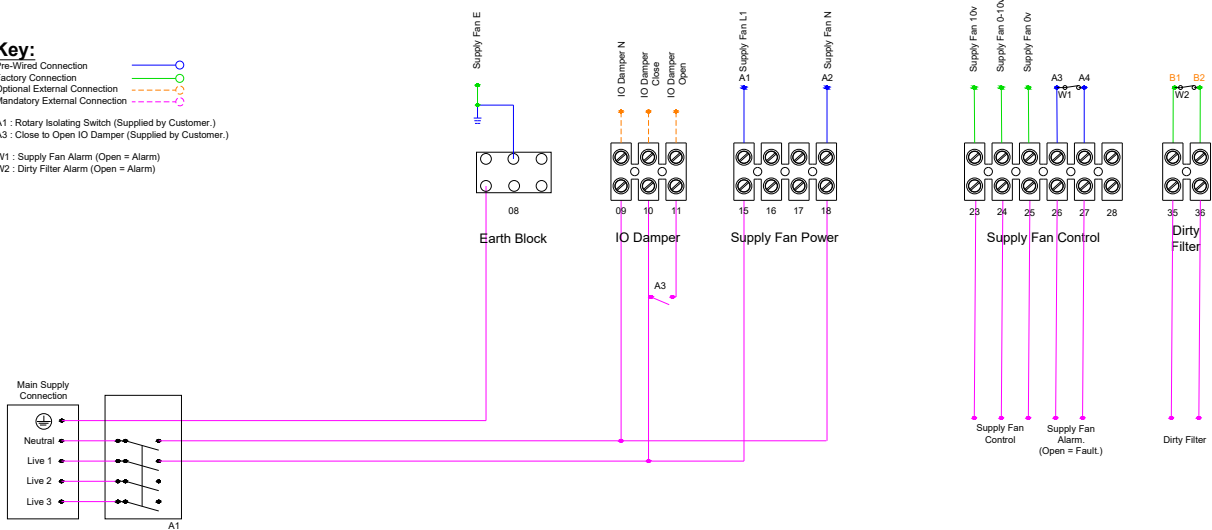 Key:
Pre-Wired Connection
Factory Connection
Optional External Connection
Mandatory External Connection
A1 : Rotary Isolating Switch (Supplied by Customer.)
A3 : Close to Open IO Damper (Supplied by Customer.)
W1 : Supply Fan Alarm (Open = Alarm)
W2 : Dirty Filter Alarm (Open = Alarm)
Supply Fan E
IO Damper N
IO Damper
Close
IO Damper
Open
Supply Fan L1
Supply Fan N
Supply Fan 10v
Supply Fan 0-10v
Supply Fan 0v
A1
A2
A3
A4
W1
B1
B2
W2
08
09
10
11
15
16
17
18
23
24
25
26
27
28
35
36
Earth Block
IO Damper
Supply Fan Power
Supply Fan Control
Dirty
Filter
A3
Main Supply
Connection
Neutral
Live 1
Live 2
Live 3
A1
Supply Fan
Control
Supply Fan
Alarm.
(Open = Fault.)
Dirty Filter